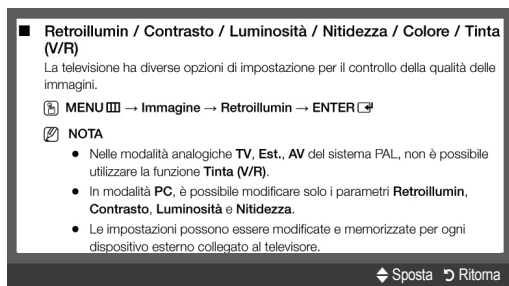 ■ Retroillumin / Contrasto / Luminosità / Nitidezza / Colore / Tinta
(V/R)
La televisione ha diverse opzioni di impostazione per il controllo della qualità delle
immagini.
MENU → Immagine → Retroillumin → ENTER
NOTA
● Nelle modalità analogiche TV, Est., AV del sistema PAL, non è possibile
utilizzare la funzione Tinta (V/R).
● In modalità PC, è possibile modificare solo i parametri Retroillumin,
Contrasto, Luminosità e Nitidezza.
● Le impostazioni possono essere modificate e memorizzate per ogni
dispositivo esterno collegato al televisore.
Sposta Ritorna